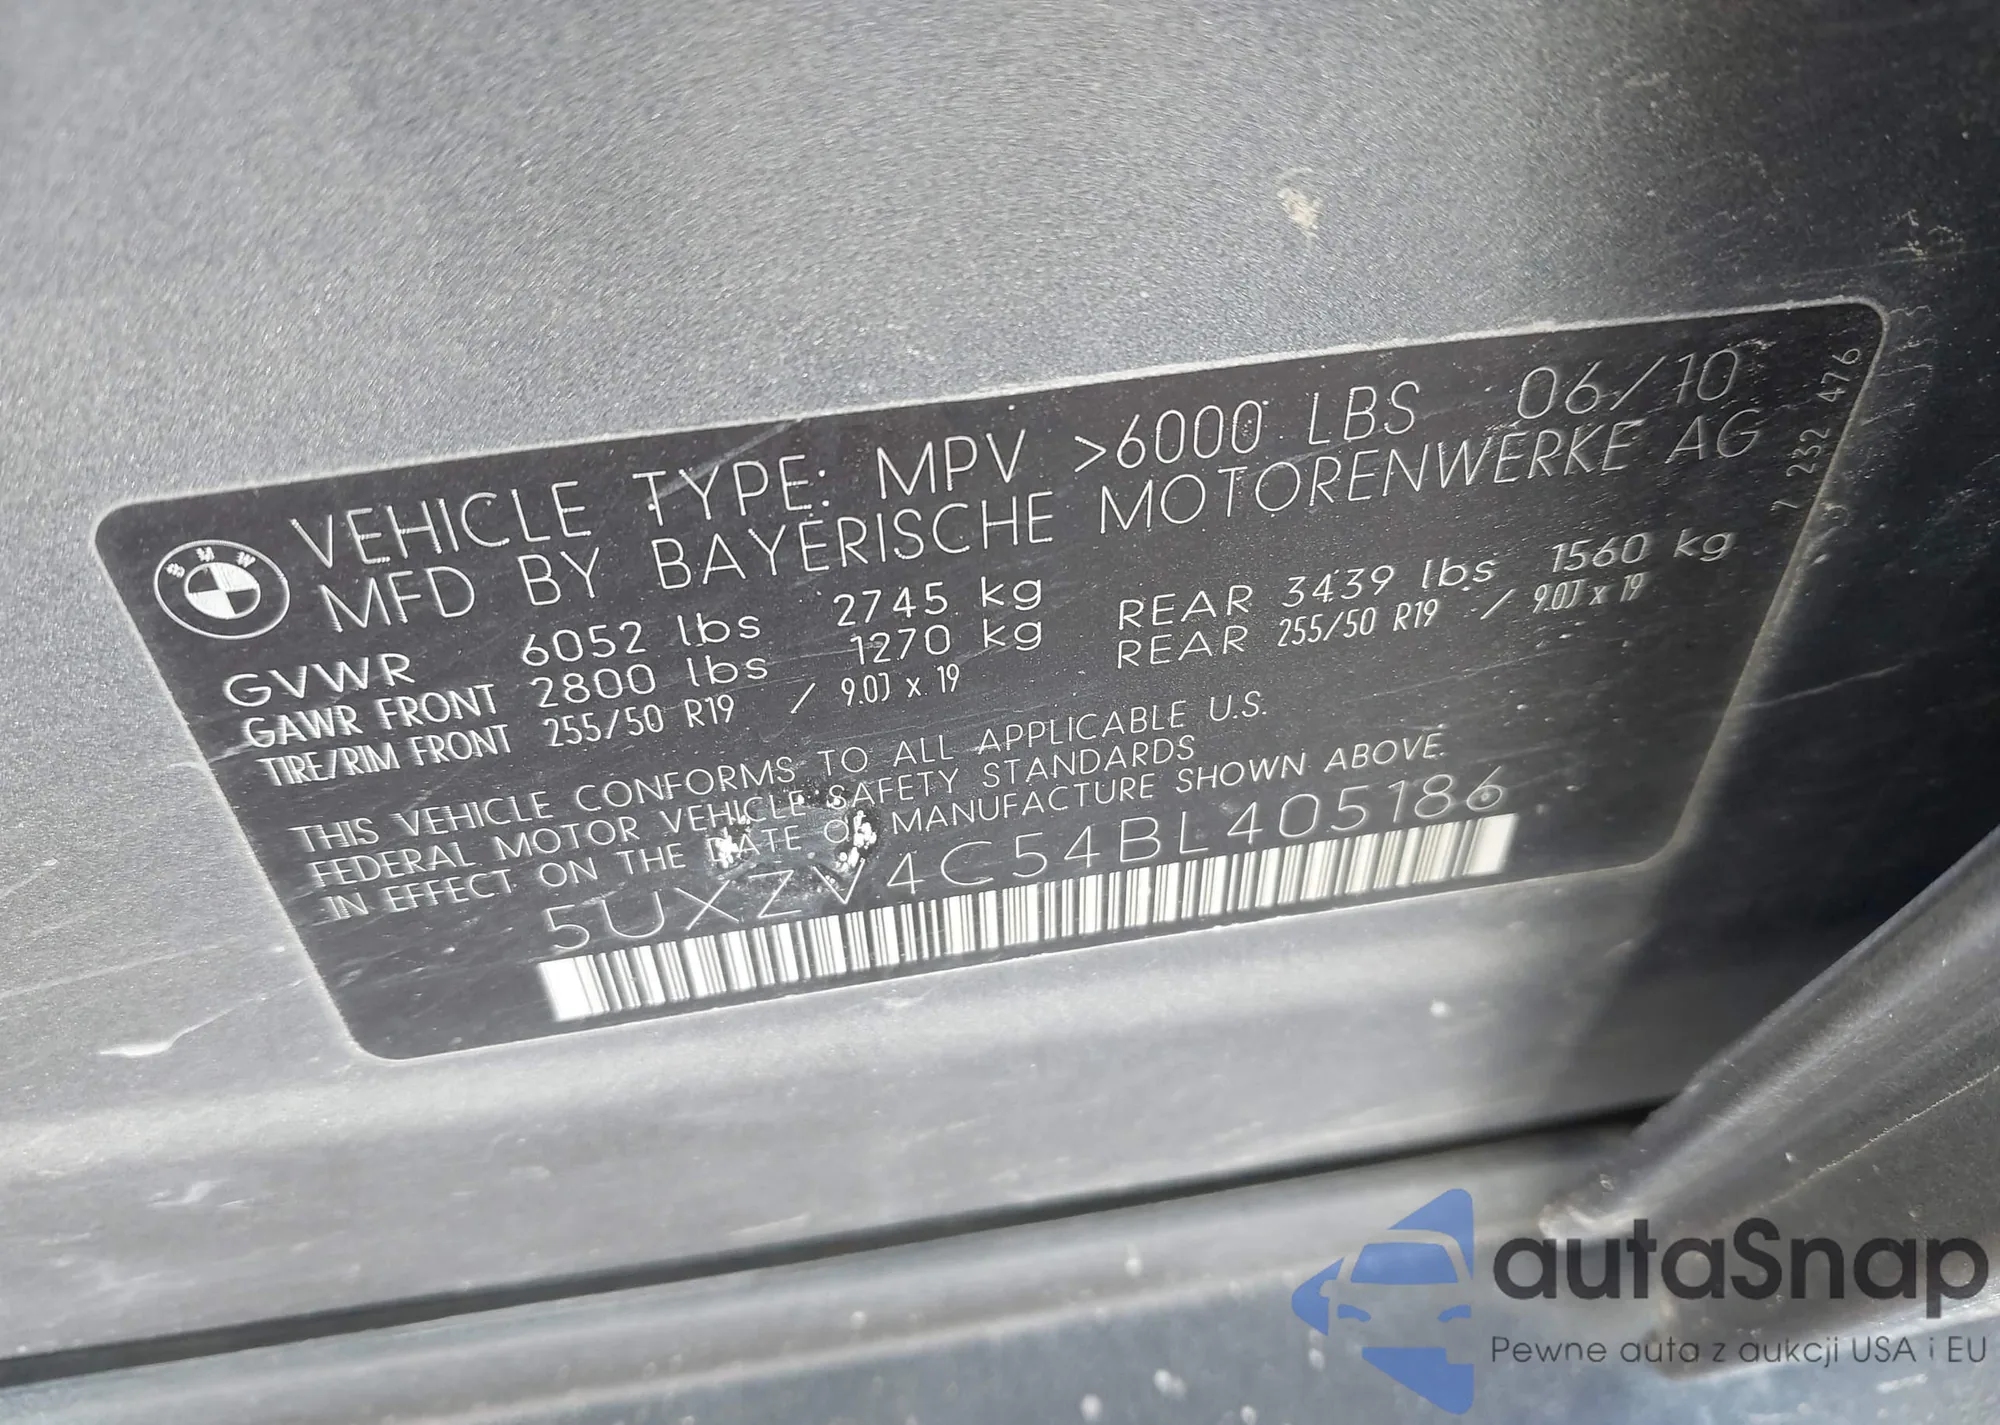 BMW
VEHICLE TYPE: MPV >6000 LBS 06/10
MFD BY BAYERISCHE MOTORENWERKE AG
GVWR 6052 lbs 2745 kg
GAWR FRONT 2800 lbs 1270 kg REAR 3439 lbs 1560 kg
TIRE/RIM FRONT 255/50 R19 / 9.0J x 19 REAR 255/50 R19 / 9.0J x 19
THIS VEHICLE CONFORMS TO ALL APPLICABLE U.S.
FEDERAL MOTOR VEHICLE SAFETY STANDARDS
IN EFFECT ON THE DATE OF MANUFACTURE SHOWN ABOVE.
5UXZV4C54BL405186
7 232 476
autaSnap
Pewne auta z aukcji USA i EU